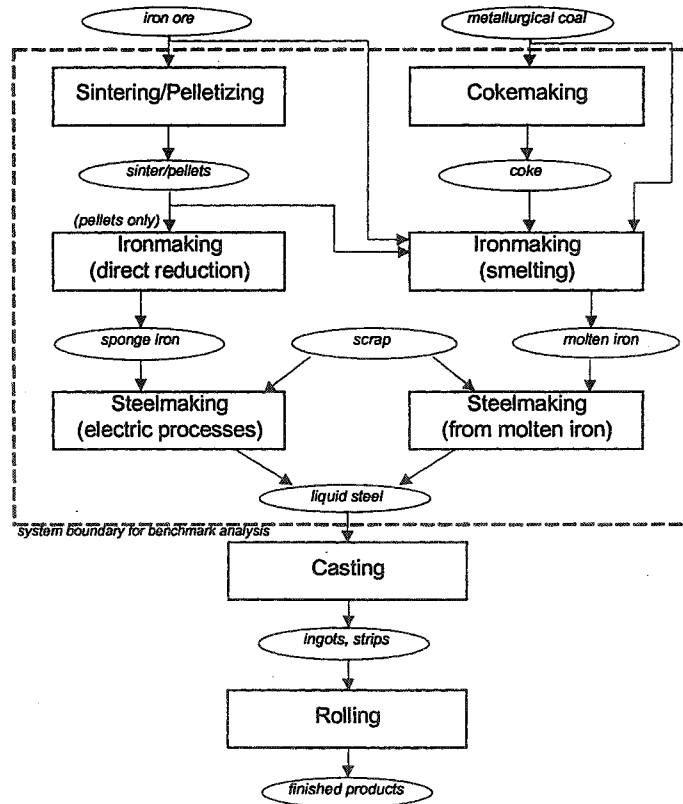 iron ore
metallurgical coal
Sintering/Pelletizing
Cokemaking
sinter/pellets
coke
(pellets only)
Ironmaking
(direct reduction)
Ironmaking
(smelting)
sponge iron
scrap
molten iron
Steelmaking
(electric processes)
Steelmaking
(from molten iron)
liquid steel
system boundary for benchmark analysis
Casting
ingots, strips
Rolling
finished products